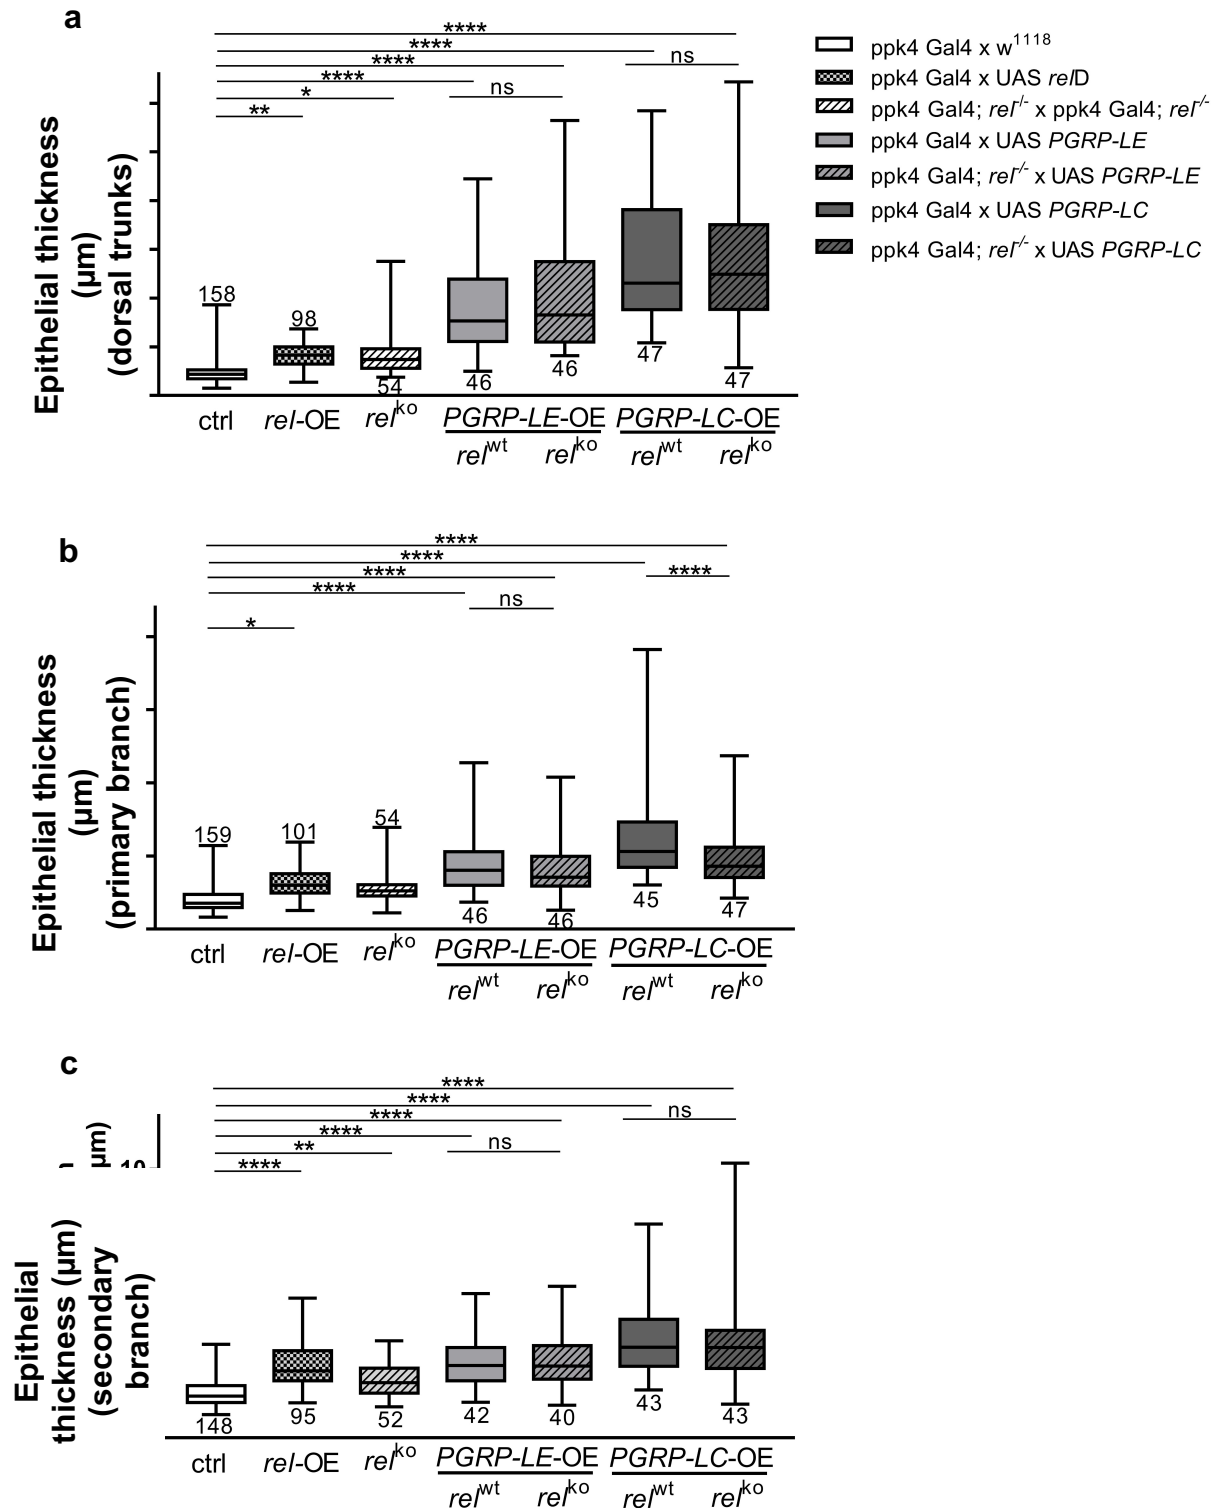 a
****
****
****
****
*
**
ns
ns
ppk4 Gal4 x w1118
ppk4 Gal4 x UAS relD
ppk4 Gal4; rel-/- x ppk4 Gal4; rel-/-
ppk4 Gal4 x UAS PGRP-LE
ppk4 Gal4; rel-/- x UAS PGRP-LE
ppk4 Gal4 x UAS PGRP-LC
ppk4 Gal4; rel-/- x UAS PGRP-LC
Epithelial thickness
(µm)
(dorsal trunks)
158
98
54
46
46
47
47
ctrl
rel-OE
relko
PGRP-LE-OE
PGRP-LC-OE
relwt
relko
relwt
relko
b
****
****
****
****
****
ns
*
Epithelial thickness
(µm)
(primary branch)
159
101
54
46
46
45
47
ctrl
rel-OE
relko
PGRP-LE-OE
PGRP-LC-OE
relwt
relko
relwt
relko
c
****
****
****
****
**
****
ns
ns
µm)
Epithelial
thickness (µm)
(secondary
branch)
148
95
52
42
40
43
43
ctrl
rel-OE
relko
PGRP-LE-OE
PGRP-LC-OE
relwt
relko
relwt
relko